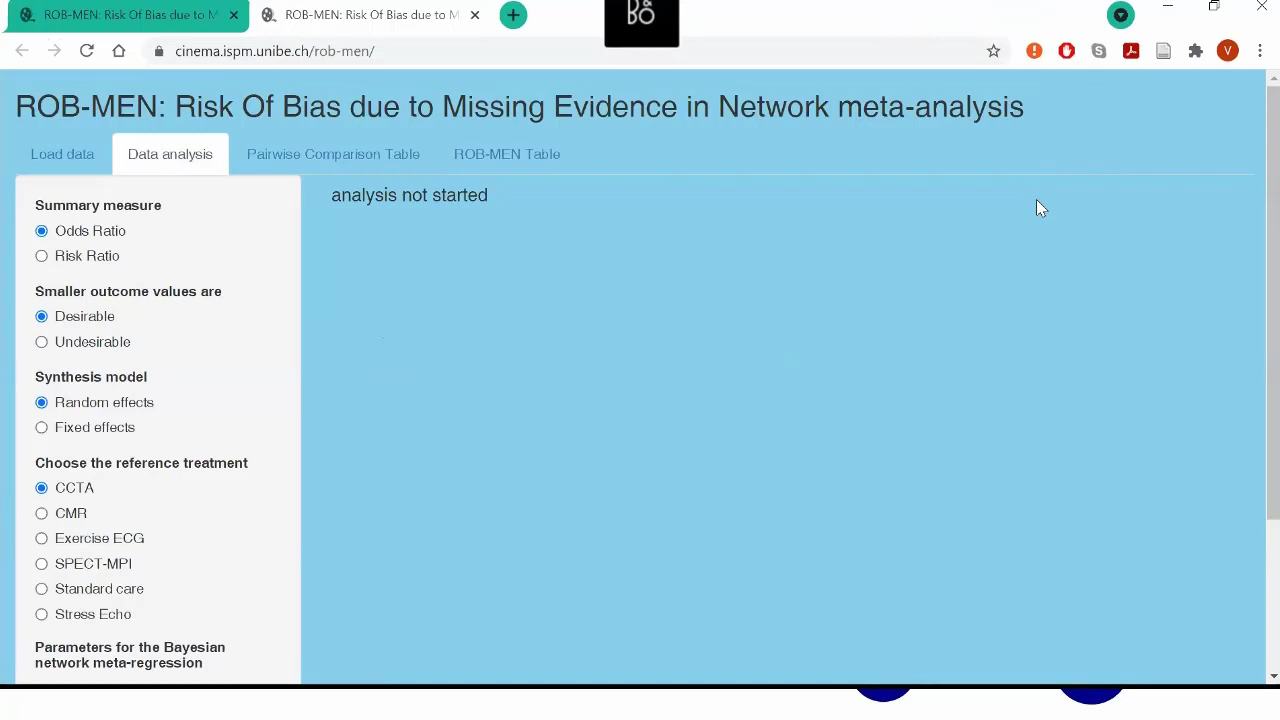 ROB-MEN: Risk Of Bias due to M
ROB-MEN: Risk Of Bias due to M
B&O
cinema.ispm.unibe.ch/rob-men/
V
ROB-MEN: Risk Of Bias due to Missing Evidence in Network meta-analysis
Load data
Data analysis
Pairwise Comparison Table
ROB-MEN Table
Summary measure
Odds Ratio
Risk Ratio
Smaller outcome values are
Desirable
Undesirable
Synthesis model
Random effects
Fixed effects
Choose the reference treatment
CCTA
CMR
Exercise ECG
SPECT-MPI
Standard care
Stress Echo
Parameters for the Bayesian
network meta-regression
analysis not started